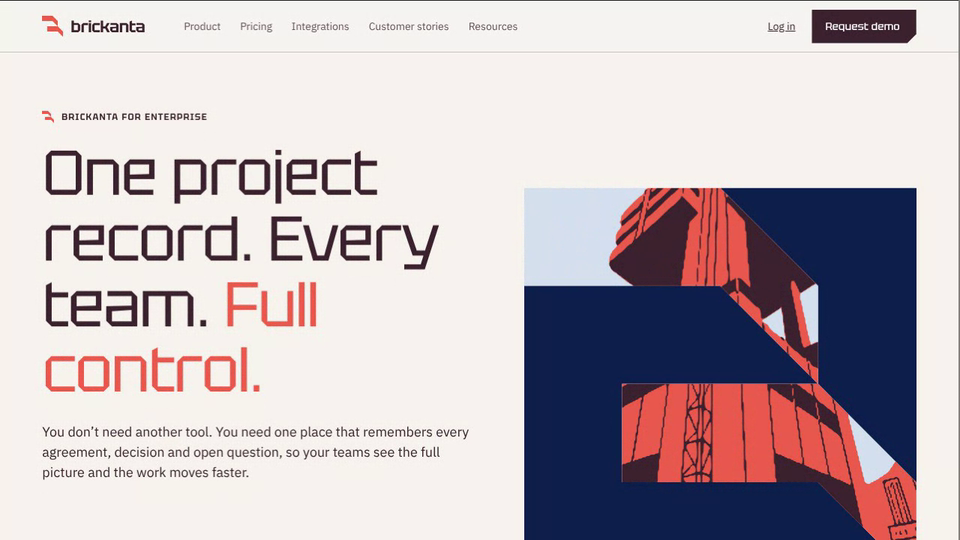 brickanta
Product Pricing Integrations Customer stories Resources
Log in
Request demo
BRICKANTA FOR ENTERPRISE
One project
record. Every
team. Full
control.
You don’t need another tool. You need one place that remembers every
agreement, decision and open question, so your teams see the full
picture and the work moves faster.